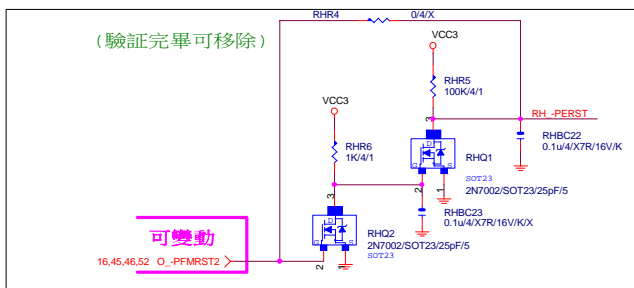 RHR4
0/4/X
(驗証完畢可移除)
VCC3
RHR5
100K/4/1
VCC3
RH_-PERST
3
RHR6
1K/4/1
D
G
S
RHQ1
RHBC22
0.1u/4/X7R/16V/K
SOT23
2N7002/SOT23/25pF/5
3
2
1
RHBC23
0.1u/4/X7R/16V/K/X
D
G
S
RHQ2
2N7002/SOT23/25pF/5
SOT23
可變動
16,45,46,52 O_-PFMRST2
2
1